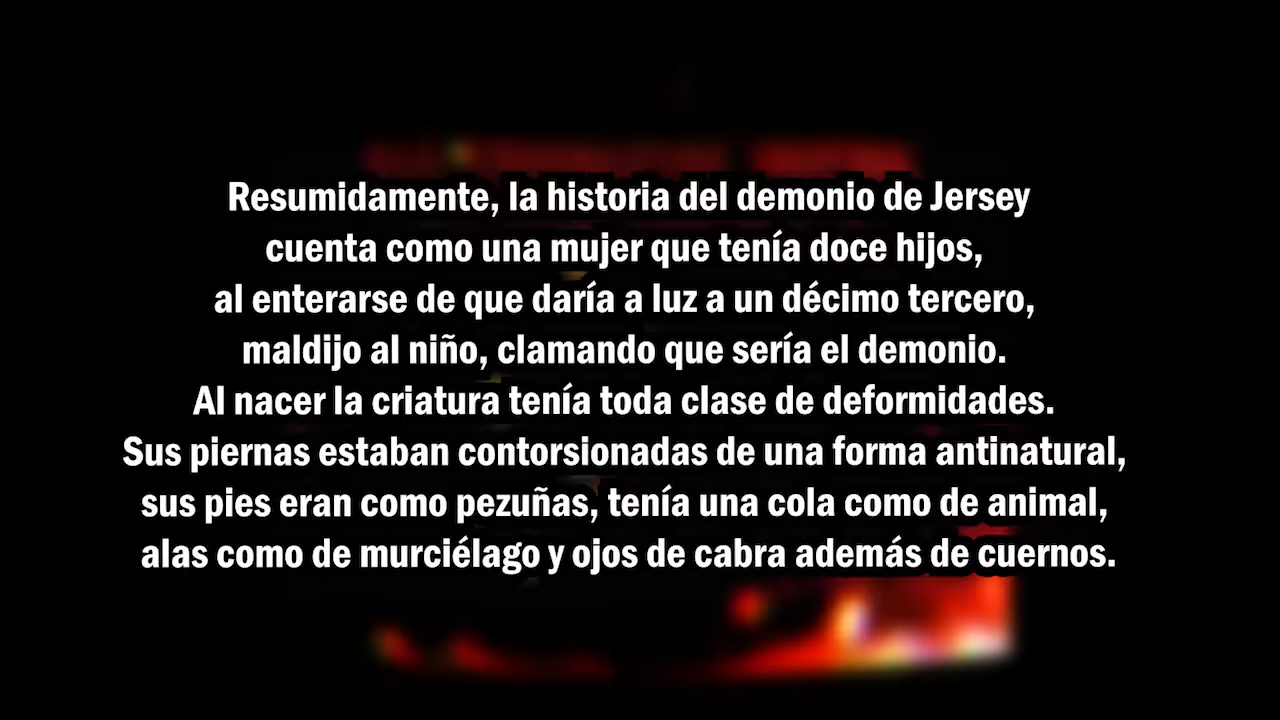 Resumidamente, la historia del demonio de Jersey
cuenta como una mujer que tenía doce hijos,
al enterarse de que daría a luz a un décimo tercero,
maldijo al niño, clamando que sería el demonio.
Al nacer la criatura tenía toda clase de deformidades.
Sus piernas estaban contorsionadas de una forma antinatural,
sus pies eran como pezuñas, tenía una cola como de animal,
alas como de murciélago y ojos de cabra además de cuernos.